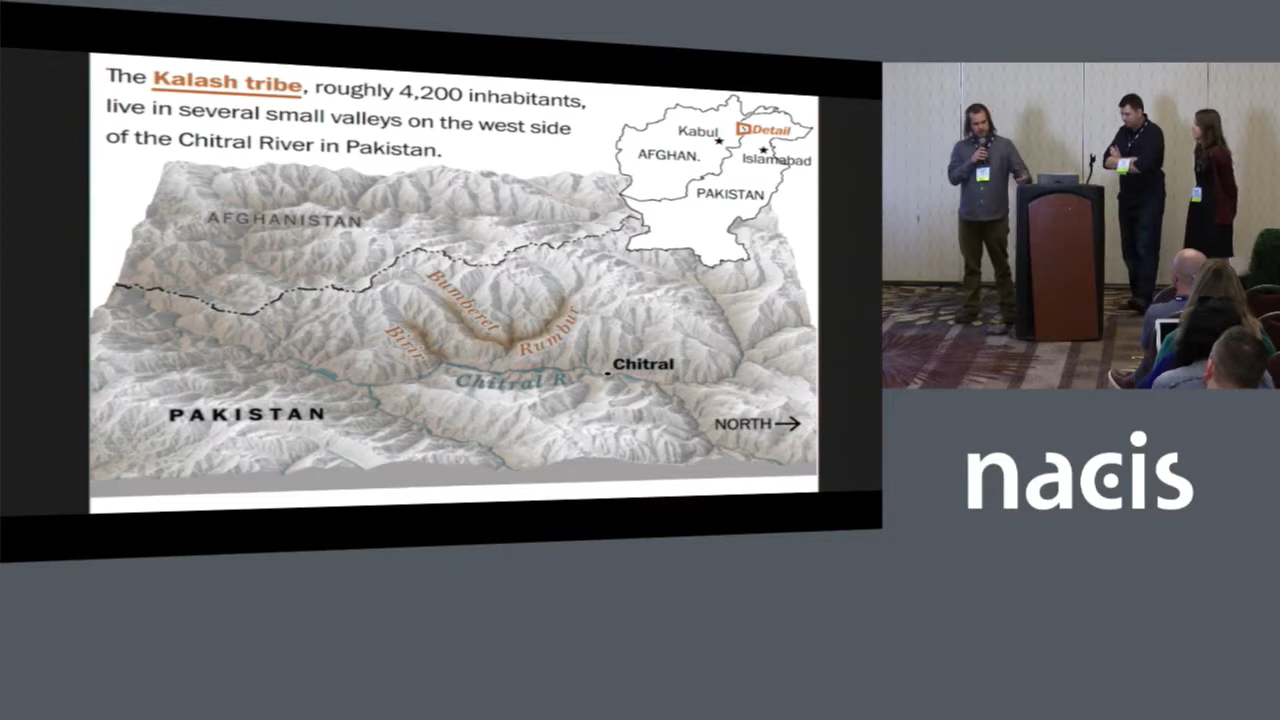 The Kalash tribe, roughly 4,200 inhabitants,
live in several small valleys on the west side
of the Chitral River in Pakistan.
Kabul
Detail
AFGHAN.
Islamabad
PAKISTAN
AFGHANISTAN
Bumberet
Birir
Rumbur
Chitral
Chitral R.
PAKISTAN
NORTH
nacis